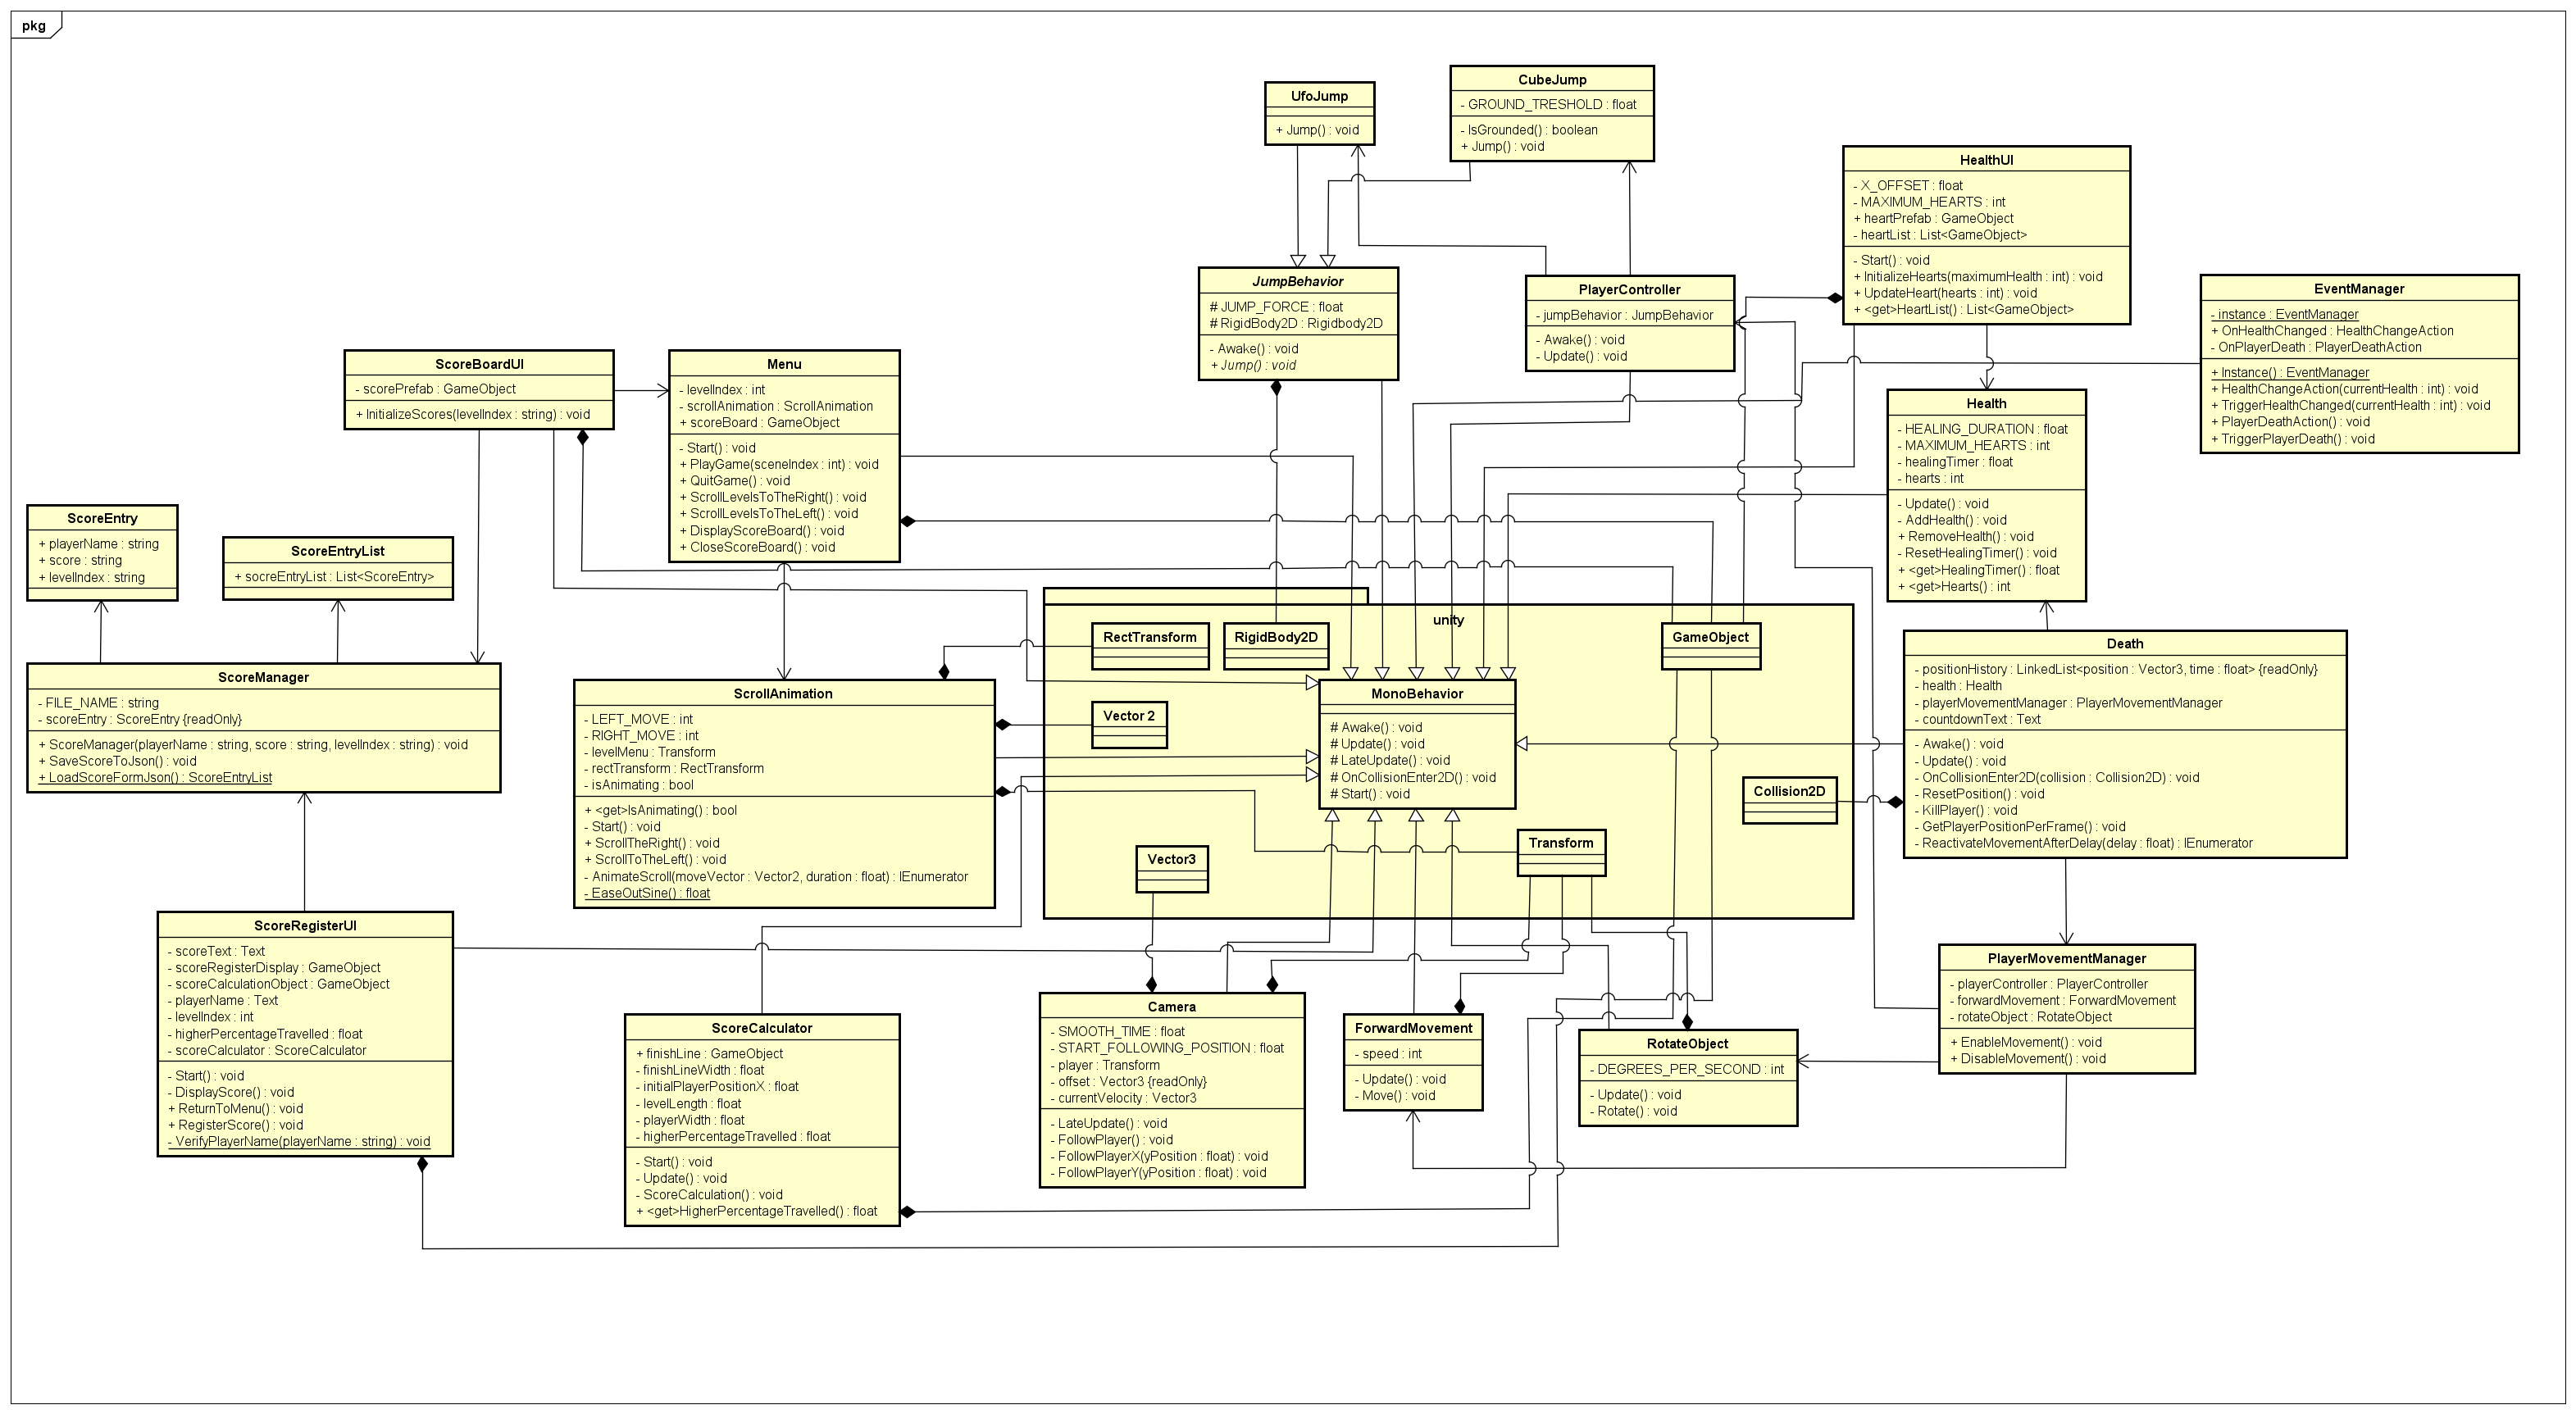 pkg
UfoJump
+ Jump() : void
CubeJump
- GROUND_TRESHOLD : float
- IsGrounded() : boolean
+ Jump() : void
HealthUI
- X_OFFSET : float
- MAXIMUM_HEARTS : int
+ heartPrefab : GameObject
- heartList : List<GameObject>
- Start() : void
+ InitializeHearts(maximumHealth : int) : void
+ UpdateHeart(hearts : int) : void
+ <get>HeartList() : List<GameObject>
JumpBehavior
# JUMP_FORCE : float
# RigidBody2D : Rigidbody2D
- Awake() : void
+ Jump() : void
PlayerController
- jumpBehavior : JumpBehavior
- Awake() : void
- Update() : void
EventManager
- instance : EventManager
+ OnHealthChanged : HealthChangeAction
- OnPlayerDeath : PlayerDeathAction
+ Instance() : EventManager
+ HealthChangeAction(currentHealth : int) : void
+ TriggerHealthChanged(currentHealth : int) : void
+ PlayerDeathAction() : void
+ TriggerPlayerDeath() : void
ScoreBoardUI
- scorePrefab : GameObject
+ InitializeScores(levelIndex : string) : void
Menu
- levelIndex : int
- scrollAnimation : ScrollAnimation
+ scoreBoard : GameObject
- Start() : void
+ PlayGame(sceneIndex : int) : void
+ QuitGame() : void
+ ScrollLevelsToTheRight() : void
+ ScrollLevelsToTheLeft() : void
+ DisplayScoreBoard() : void
+ CloseScoreBoard() : void
Health
- HEALING_DURATION : float
- MAXIMUM_HEARTS : int
- healingTimer : float
- hearts : int
- Update() : void
- AddHealth() : void
+ RemoveHealth() : void
- ResetHealingTimer() : void
+ <get>HealingTimer() : float
+ <get>Hearts() : int
ScoreEntry
+ playerName : string
+ score : string
+ levelIndex : string
ScoreEntryList
+ socreEntryList : List<ScoreEntry>
unity
RectTransform
RigidBody2D
GameObject
Death
- positionHistory : LinkedList<position : Vector3, time : float> {readOnly}
- health : Health
- playerMovementManager : PlayerMovementManager
- countdownText : Text
- Awake() : void
- Update() : void
- OnCollisionEnter2D(collision : Collision2D) : void
- ResetPosition() : void
- KillPlayer() : void
- GetPlayerPositionPerFrame() : void
- ReactivateMovementAfterDelay(delay : float) : IEnumerator
ScoreManager
- FILE_NAME : string
- scoreEntry : ScoreEntry {readOnly}
+ ScoreManager(playerName : string, score : string, levelIndex : string) : void
+ SaveScoreToJson() : void
+ LoadScoreFormJson() : ScoreEntryList
ScrollAnimation
- LEFT_MOVE : int
- RIGHT_MOVE : int
- levelMenu : Transform
- rectTransform : RectTransform
- isAnimating : bool
+ <get>IsAnimating() : bool
- Start() : void
+ ScrollTheRight() : void
+ ScrollToTheLeft() : void
- AnimateScroll(moveVector : Vector2, duration : float) : IEnumerator
- EaseOutSine() : float
Vector 2
MonoBehavior
# Awake() : void
# Update() : void
# LateUpdate() : void
# OnCollisionEnter2D() : void
# Start() : void
Collision2D
Vector3
Transform
ScoreRegisterUI
- scoreText : Text
- scoreRegisterDisplay : GameObject
- scoreCalculationObject : GameObject
- playerName : Text
- levelIndex : int
- higherPercentageTravelled : float
- scoreCalculator : ScoreCalculator
- Start() : void
- DisplayScore() : void
+ ReturnToMenu() : void
+ RegisterScore() : void
- VerifyPlayerName(playerName : string) : void
ScoreCalculator
+ finishLine : GameObject
- finishLineWidth : float
- initialPlayerPositionX : float
- levelLength : float
- playerWidth : float
- higherPercentageTravelled : float
- Start() : void
- Update() : void
- ScoreCalculation() : void
+ <get>HigherPercentageTravelled() : float
Camera
- SMOOTH_TIME : float
- START_FOLLOWING_POSITION : float
- player : Transform
- offset : Vector3 {readOnly}
- currentVelocity : Vector3
- LateUpdate() : void
- FollowPlayer() : void
- FollowPlayerX(yPosition : float) : void
- FollowPlayerY(yPosition : float) : void
ForwardMovement
- speed : int
- Update() : void
- Move() : void
RotateObject
- DEGREES_PER_SECOND : int
- Update() : void
- Rotate() : void
PlayerMovementManager
- playerController : PlayerController
- forwardMovement : ForwardMovement
- rotateObject : RotateObject
+ EnableMovement() : void
+ DisableMovement() : void